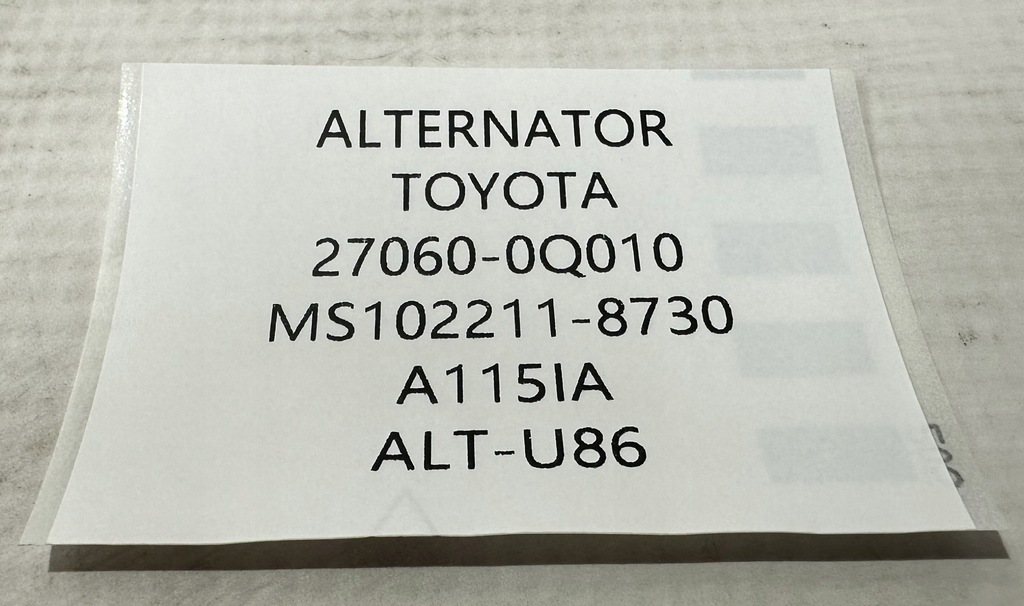 ALTERNATOR
TOYOTA
27060-0Q010
MS102211-8730
A115IA
ALT-U86